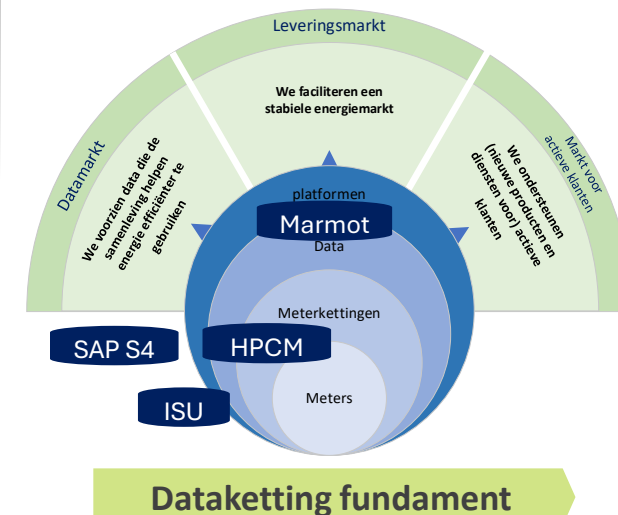 Leveringsmarkt
We faciliteren een
stabiele energiemarkt
Datamarkt
We voorzien data die de
samenleving helpen
energie efficiënter te
gebruiken
Markt voor
actieve klanten
We ondersteunen
(nieuwe producten en
diensten voor) actieve
klanten
platformen
Marmot
Data
Meterkettingen
SAP S4
HPCM
Meters
ISU
Dataketting fundament